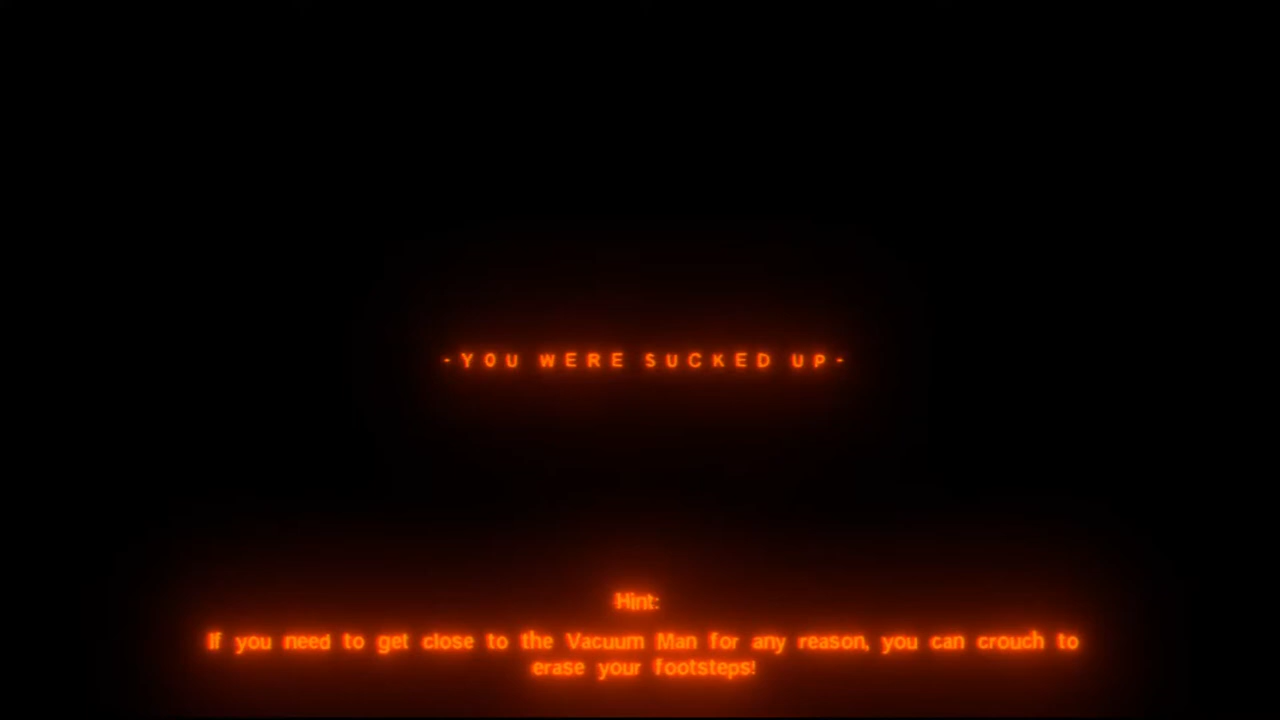 -YOU WERE SUCKED UP-
Hint:
If you need to get close to the Vacuum Man for any reason, you can crouch to
erase your footsteps!